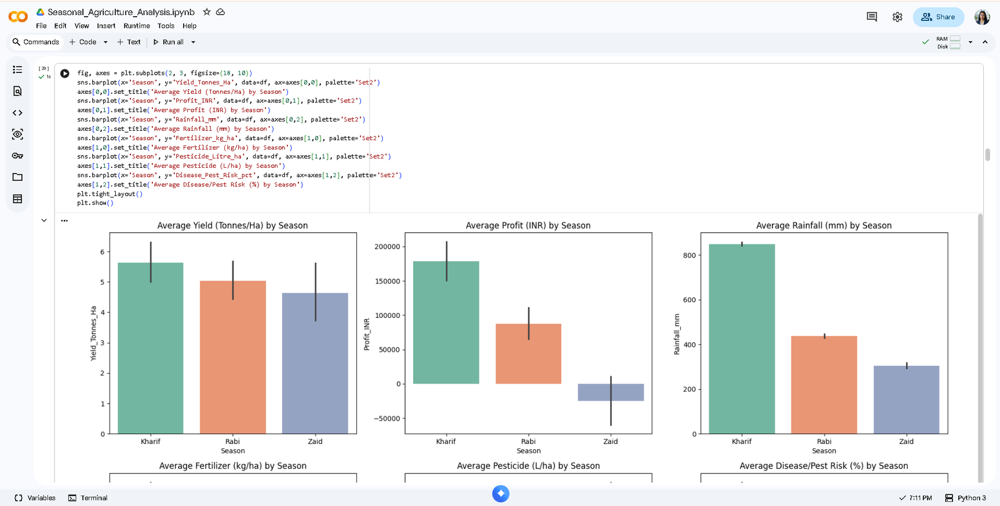 Seasonal_Agriculture_Analysis.ipynb
File Edit View Insert Runtime Tools Help
Share
Commands + Code + Text Run all
RAM
Disk
[20]
1s
fig, axes = plt.subplots(2, 3, figsize=(18, 10))
sns.barplot(x='Season', y='Yield_Tonnes_Ha', data=df, ax=axes[0,0], palette='Set2')
axes[0,0].set_title('Average Yield (Tonnes/Ha) by Season')
sns.barplot(x='Season', y='Profit_INR', data=df, ax=axes[0,1], palette='Set2')
axes[0,1].set_title('Average Profit (INR) by Season')
sns.barplot(x='Season', y='Rainfall_mm', data=df, ax=axes[0,2], palette='Set2')
axes[0,2].set_title('Average Rainfall (mm) by Season')
sns.barplot(x='Season', y='Fertilizer_kg_ha', data=df, ax=axes[1,0], palette='Set2')
axes[1,0].set_title('Average Fertilizer (kg/ha) by Season')
sns.barplot(x='Season', y='Pesticide_Litre_ha', data=df, ax=axes[1,1], palette='Set2')
axes[1,1].set_title('Average Pesticide (L/ha) by Season')
sns.barplot(x='Season', y='Disease_Pest_Risk_pct', data=df, ax=axes[1,2], palette='Set2')
axes[1,2].set_title('Average Disease/Pest Risk (%) by Season')
plt.tight_layout()
plt.show()
Average Yield (Tonnes/Ha) by Season
6
5
4
3
2
1
0
Yield_Tonnes_Ha
Kharif Rabi Zaid
Season
Average Profit (INR) by Season
200000
150000
100000
50000
0
−50000
Profit_INR
Kharif Rabi Zaid
Season
Average Rainfall (mm) by Season
800
600
400
200
0
Rainfall_mm
Kharif Rabi Zaid
Season
Average Fertilizer (kg/ha) by Season
Average Pesticide (L/ha) by Season
Average Disease/Pest Risk (%) by Season
Variables Terminal
7:11 PM Python 3